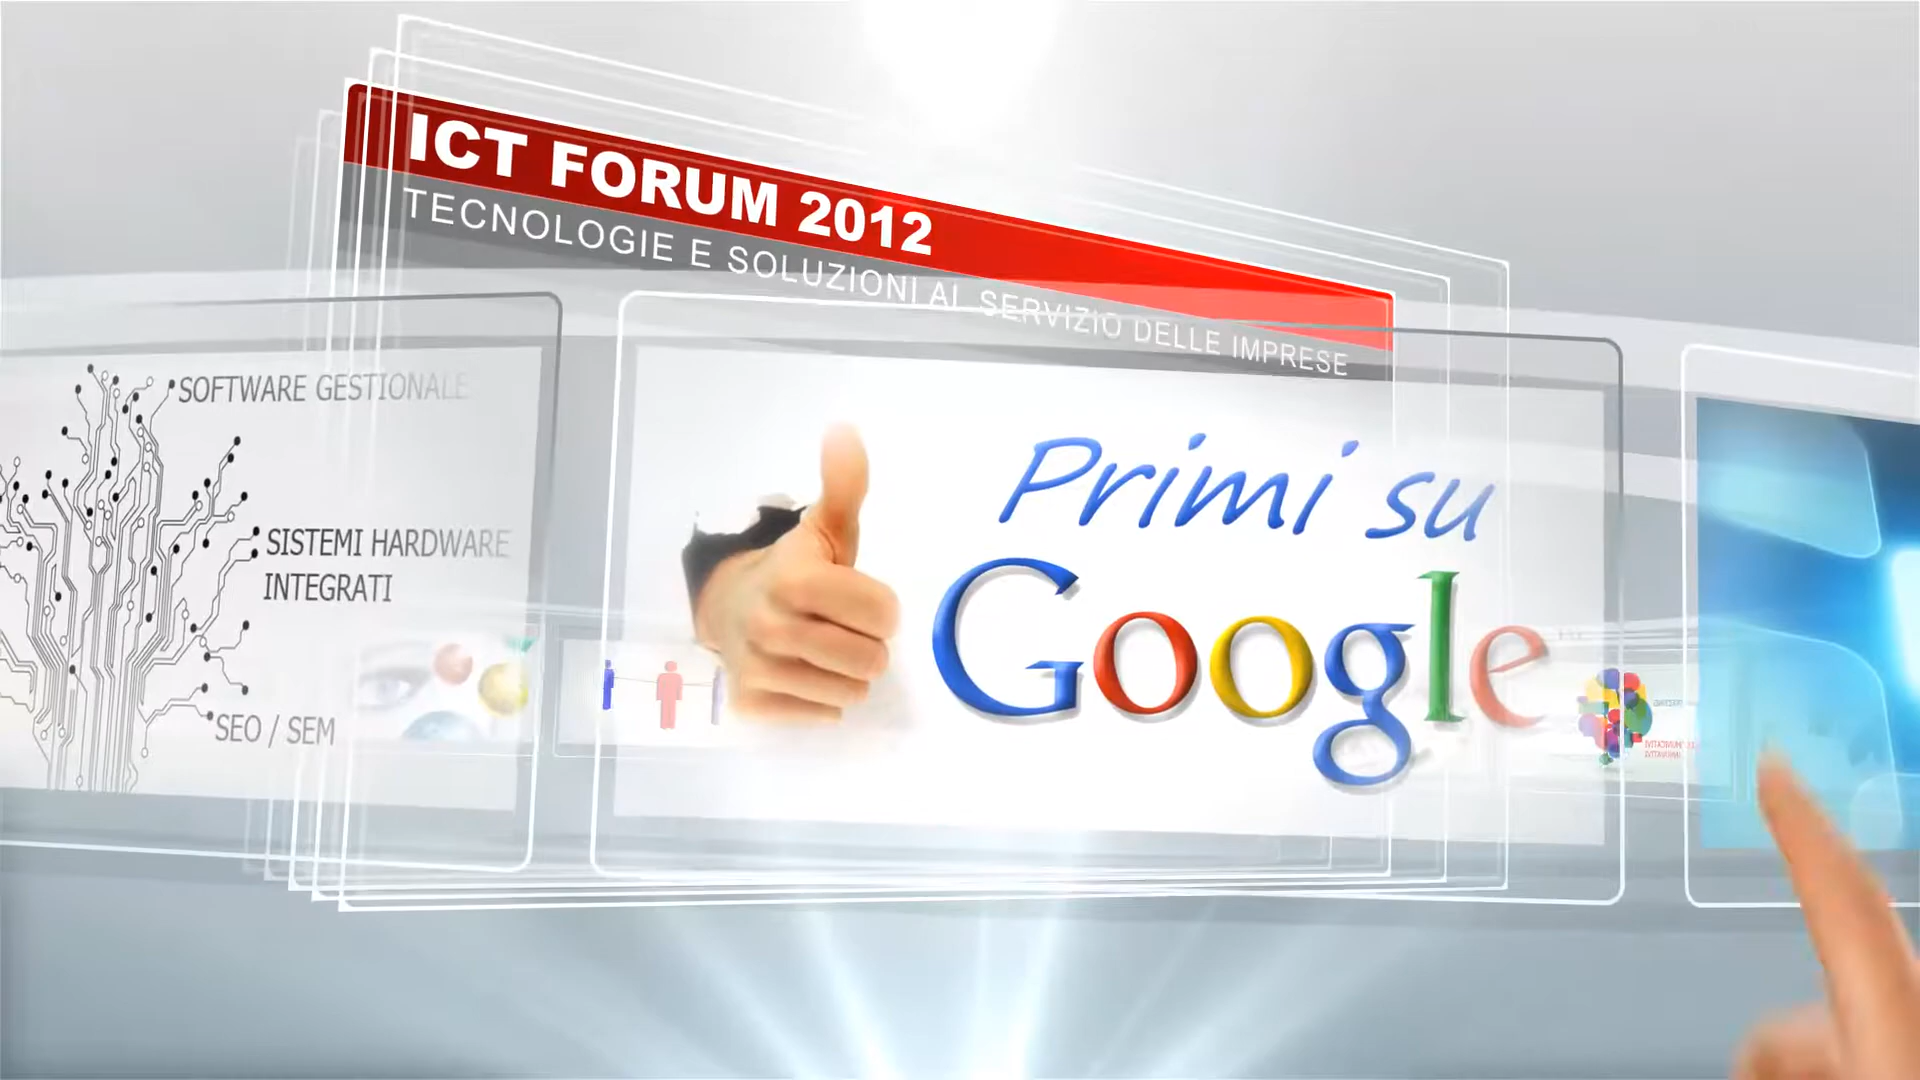 ICT FORUM 2012
TECNOLOGIE E SOLUZIONI AL SERVIZIO DELLE IMPRESE
SOFTWARE GESTIONALE
SISTEMI HARDWARE
INTEGRATI
SEO / SEM
Primi su
Google